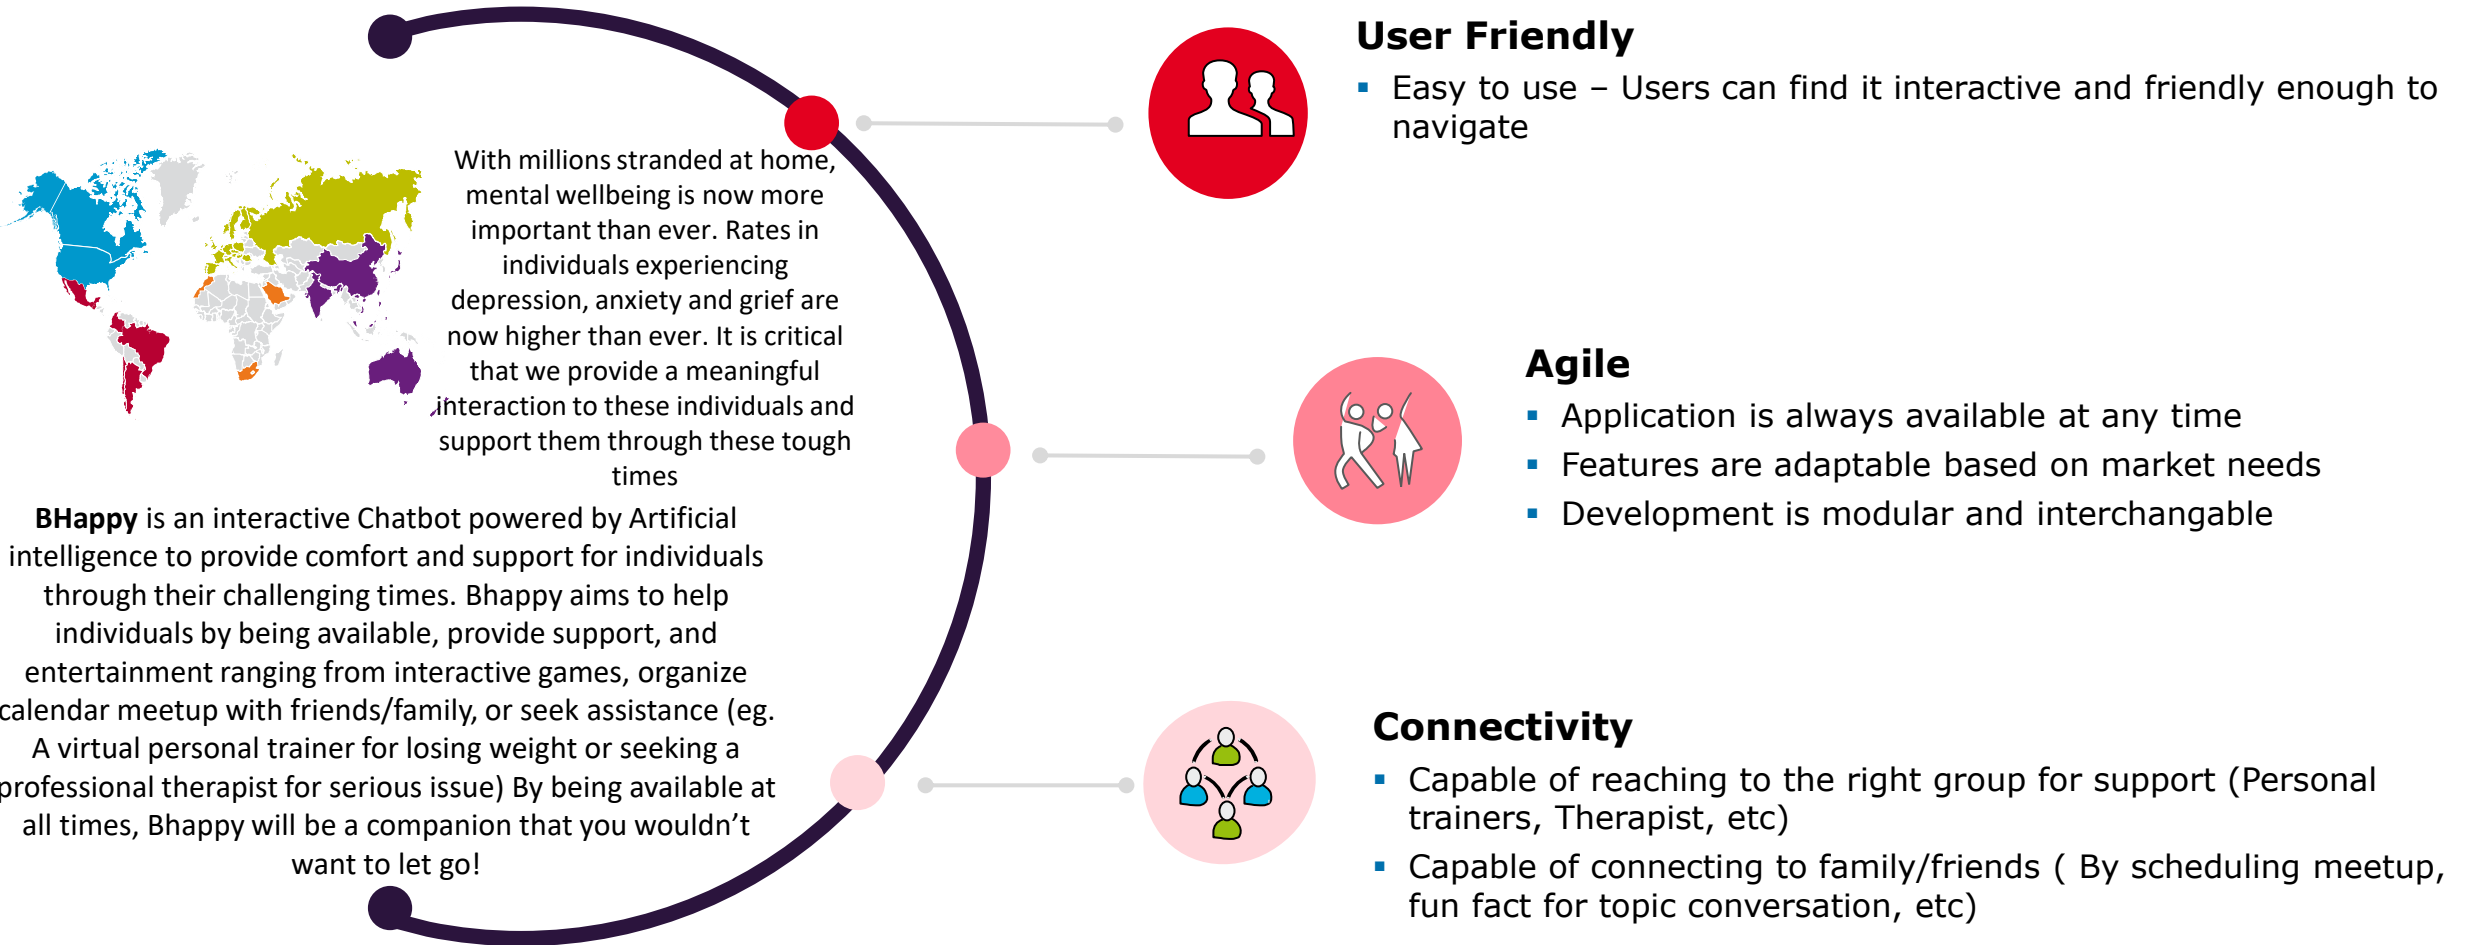 With millions stranded at home,
mental wellbeing is now more
important than ever. Rates in
individuals experiencing
depression, anxiety and grief are
now higher than ever. It is critical
that we provide a meaningful
interaction to these individuals and
support them through these tough
times
BHappy is an interactive Chatbot powered by Artificial
intelligence to provide comfort and support for individuals
through their challenging times. Bhappy aims to help
individuals by being available, provide support, and
entertainment ranging from interactive games, organize
calendar meetup with friends/family, or seek assistance (eg.
A virtual personal trainer for losing weight or seeking a
professional therapist for serious issue) By being available at
all times, Bhappy will be a companion that you wouldn’t
want to let go!
User Friendly
▪ Easy to use – Users can find it interactive and friendly enough to
navigate
Agile
▪ Application is always available at any time
▪ Features are adaptable based on market needs
▪ Development is modular and interchangable
Connectivity
▪ Capable of reaching to the right group for support (Personal
trainers, Therapist, etc)
▪ Capable of connecting to family/friends ( By scheduling meetup,
fun fact for topic conversation, etc)